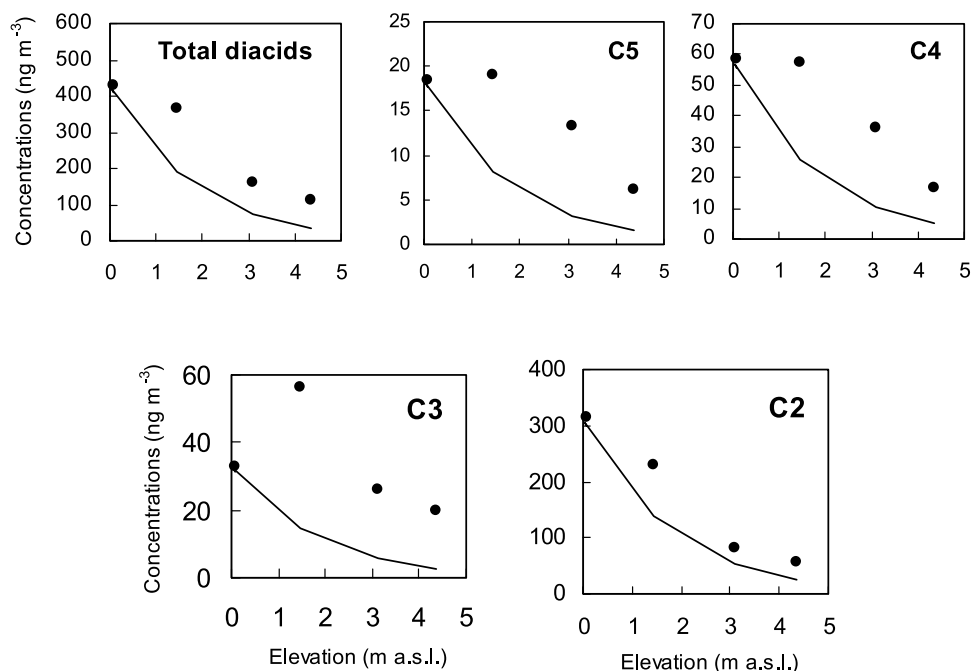 Concentrations (ng m⁻³)
600
500
400
300
200
100
0
Total diacids
0 1 2 3 4 5
25
20
15
10
5
0
C5
0 1 2 3 4 5
70
60
50
40
30
20
10
0
C4
0 1 2 3 4 5
Concentrations (ng m⁻³)
60
40
20
0
C3
0 1 2 3 4 5
Elevation (m a.s.l.)
400
300
200
100
0
C2
0 1 2 3 4 5
Elevation (m a.s.l.)